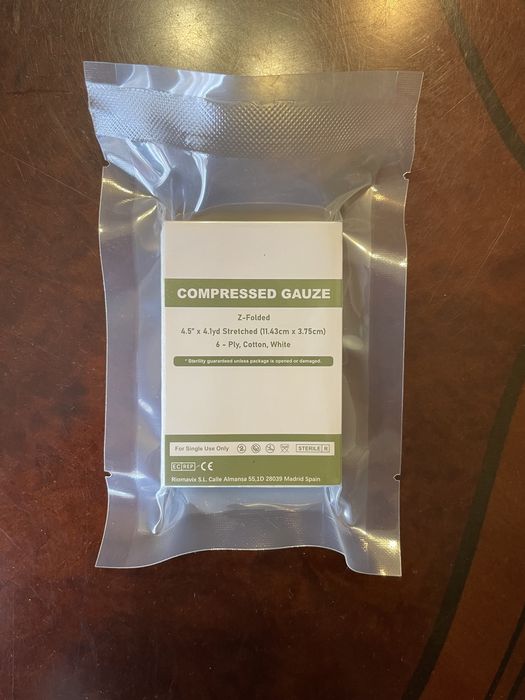 COMPRESSED GAUZE
Z-Folded
4.5" x 4.1yd Stretched (11.43cm x 3.75cm)
6 - Ply, Cotton, White
* Sterility guaranteed unless package is opened or damaged.
For Single Use Only STERILE R
EC REP CE
Riomavix S.L. Calle Almansa 55,1D 28039 Madrid Spain